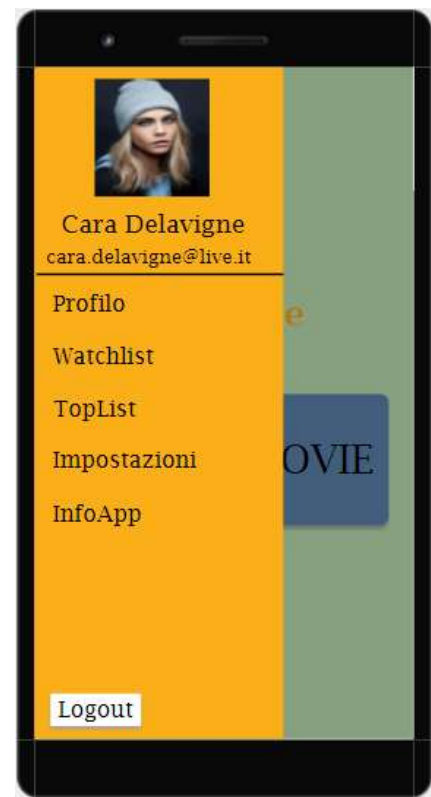 Cara Delavigne
cara.delavigne@live.it
Profilo
e
Watchlist
TopList
Impostazioni
OVIE
InfoApp
Logout